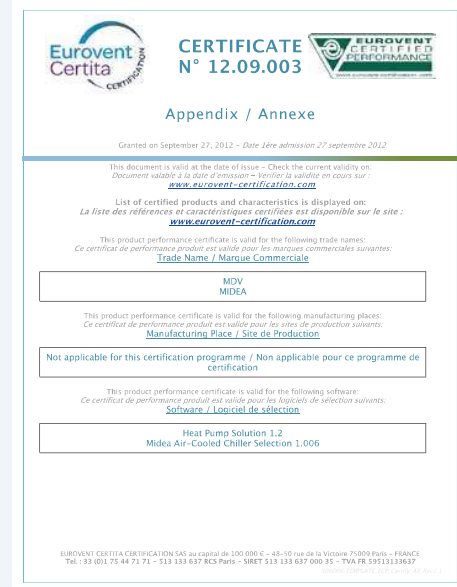 Eurovent
Certita
CERTIFICATION
CERTIFICATE
N° 12.09.003
EUROVENT
CERTIFIED
PERFORMANCE
www.eurovent-certification.com
Appendix / Annexe
Granted on September 27, 2012 – Date 1ère admission 27 septembre 2012
This document is valid at the date of issue – Check the current validity on:
Document valable à la date d'émission – Vérifier la validité en cours sur :
www.eurovent-certification.com
List of certified products and characteristics is displayed on:
La liste des références et caractéristiques certifiées est disponible sur le site :
www.eurovent-certification.com
This product performance certificate is valid for the following trade names:
Ce certificat de performance produit est valide pour les marques commerciales suivantes:
Trade Name / Marque Commerciale
MDV
MIDEA
This product performance certificate is valid for the following manufacturing places:
Ce certificat de performance produit est valide pour les sites de production suivants:
Manufacturing Place / Site de Production
Not applicable for this certification programme / Non applicable pour ce programme de
certification
This product performance certificate is valid for the following software:
Ce certificat de performance produit est valide pour les logiciels de sélection suivants:
Software / Logiciel de sélection
Heat Pump Solution 1.2
Midea Air-Cooled Chiller Selection 1.006
EUROVENT CERTITA CERTIFICATION SAS au capital de 100 000 € – 48-50 rue de la Victoire 75009 Paris – FRANCE
Tel. : 33 (0)1 75 44 71 71 – 513 133 637 RCS Paris – SIRET 513 133 637 000 35 – TVA FR 59513133637